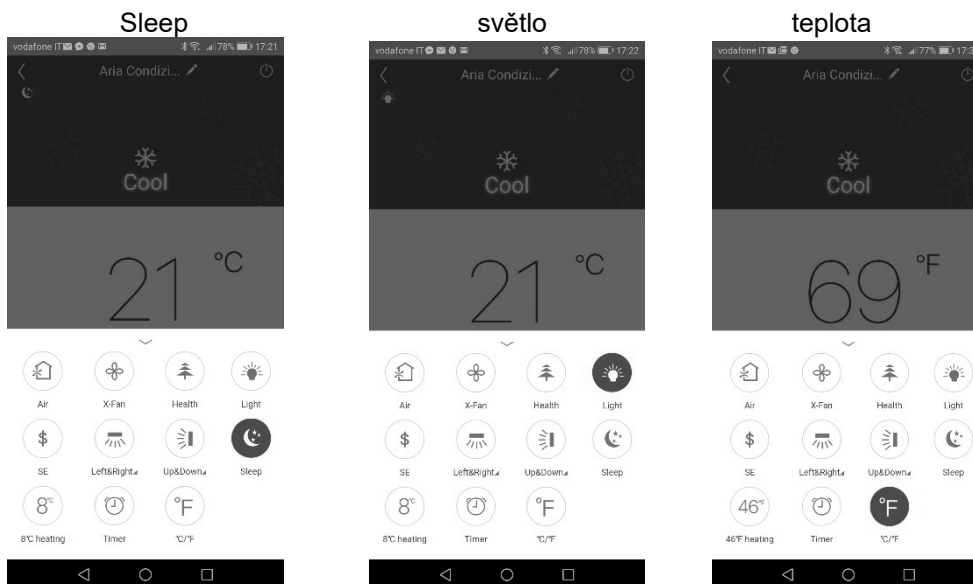 Sleep
vodafone IT 78% 17:21
Aria Condizi...
Cool
21 °C
Air X-Fan Health Light
$
SE Left&Right Up&Down Sleep
8°C °F
8℃ heating Timer ℃/℉
světlo
vodafone IT 78% 17:22
Aria Condizi...
Cool
21 °C
Air X-Fan Health Light
$
SE Left&Right Up&Down Sleep
8°C °F
8℃ heating Timer ℃/℉
teplota
vodafone IT 77%
Aria Condizi...
Cool
69 °F
Air X-Fan Health Light
$
SE Left&Right Up&Down Sleep
46°F °F
46℉ heating Timer ℃/℉